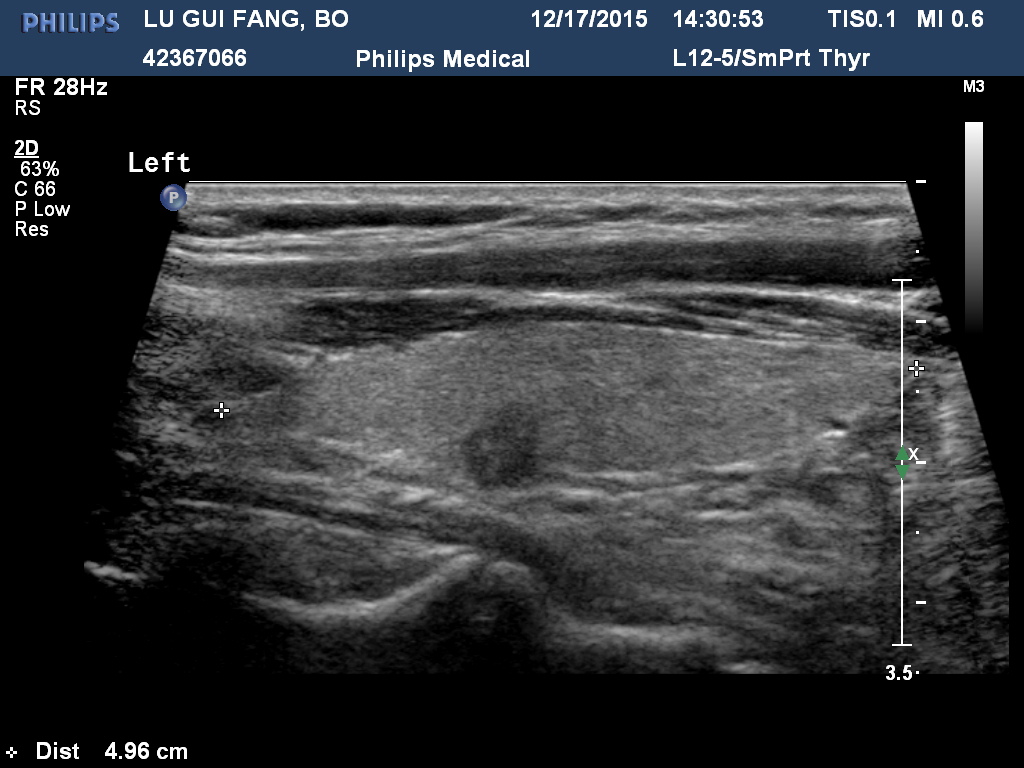 PHILIPS LU GUI FANG, BO 12/17/2015 14:30:53 TIS0.1 MI 0.6
42367066 Philips Medical L12-5/SmPrt Thyr
FR 28Hz
RS
M3
2D
63%
C 66
P Low
Res
Left
P
X
3.5
Dist 4.96 cm